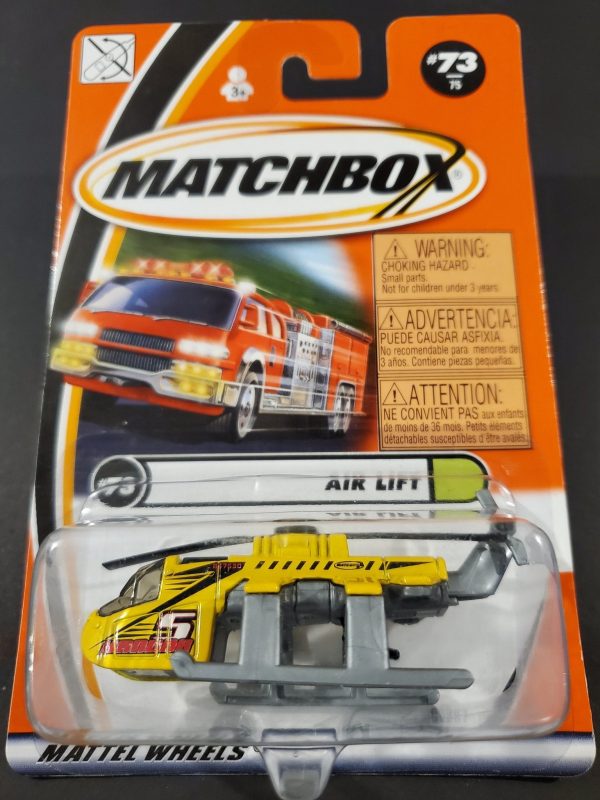 #73
75
3+
MATCHBOX®
WARNING:
CHOKING HAZARD -
Small parts.
Not for children under 3 years.
ADVERTENCIA:
PUEDE CAUSAR ASFIXIA.
No recomendable para menores de
3 años. Contiene piezas pequeñas.
ATTENTION:
NE CONVIENT PAS aux enfants
de moins de 36 mois. Petits éléments
détachables susceptibles d'être avalés.
#73
AIR LIFT
MATCHBOX
5
MATTEL WHEELS